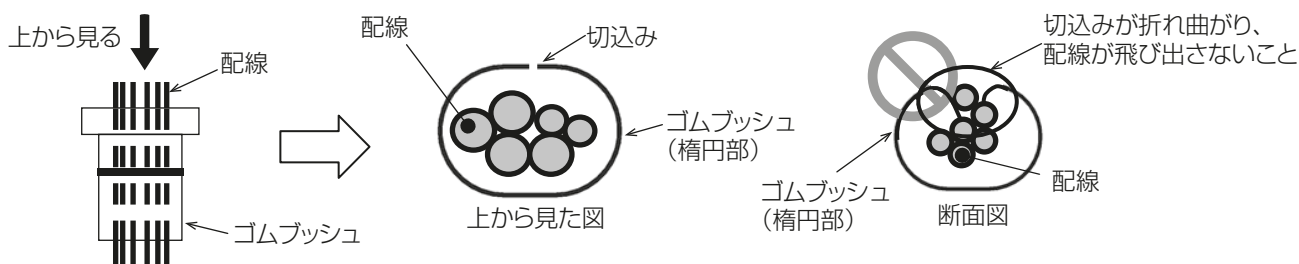 上から見る
配線
ゴムブッシュ
配線
切込み
ゴムブッシュ
（楕円部）
上から見た図
切込みが折れ曲がり、
配線が飛び出さないこと
ゴムブッシュ
（楕円部）
配線
断面図